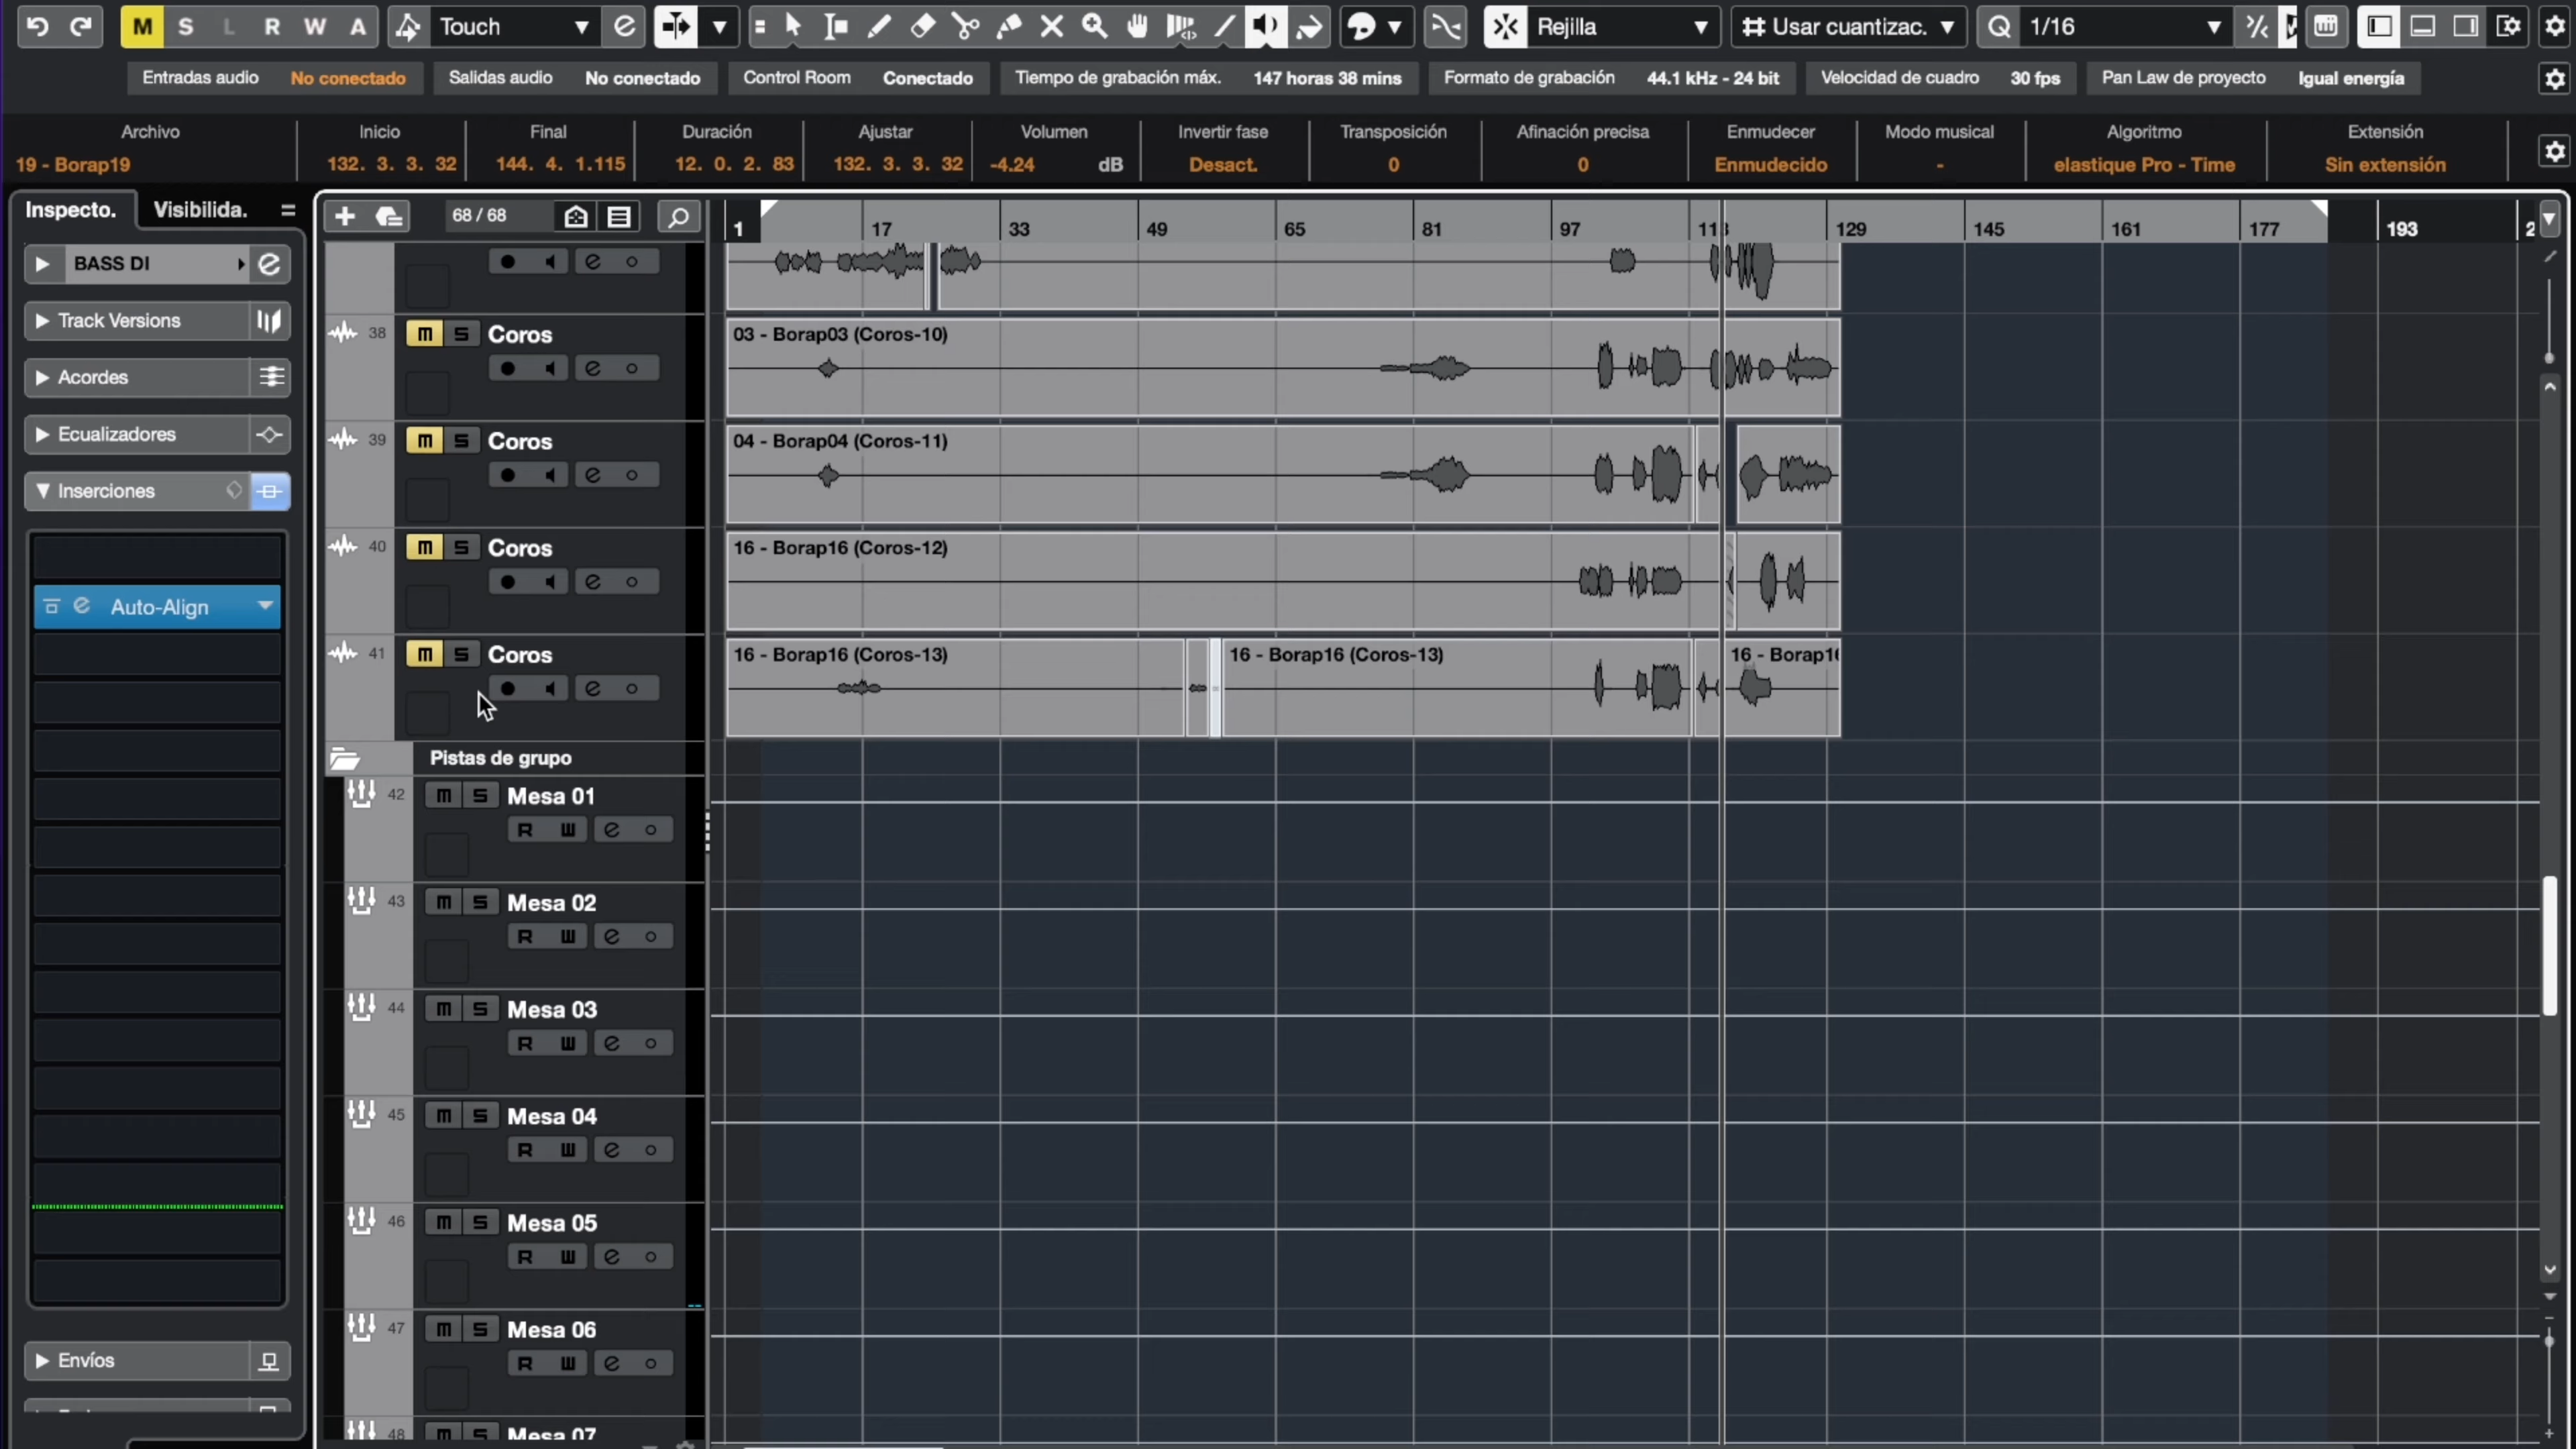 M S L R W A Touch Rejilla Usar cuantizac. Q 1/16
Entradas audio No conectado Salidas audio No conectado Control Room Conectado Tiempo de grabación máx. 147 horas 38 mins Formato de grabación 44.1 kHz - 24 bit Velocidad de cuadro 30 fps Pan Law de proyecto Igual energía
Archivo Inicio Final Duración Ajustar Volumen Invertir fase Transposición Afinación precisa Enmudecer Modo musical Algoritmo Extensión
19 - Borap19 132. 3. 3. 32 144. 4. 1.115 12. 0. 2. 83 132. 3. 3. 32 -4.24 dB Desact. 0 0 Enmudecido - elastique Pro - Time Sin extensión
Inspecto. Visibilida. 68 / 68
1 17 33 49 65 81 97 113 129 145 161 177 193 2
BASS DI
Track Versions
Acordes
Ecualizadores
Inserciones
Auto-Align
Envíos
38 m S Coros 03 - Borap03 (Coros-10)
39 m S Coros 04 - Borap04 (Coros-11)
40 m S Coros 16 - Borap16 (Coros-12)
41 m S Coros 16 - Borap16 (Coros-13) 16 - Borap16 (Coros-13) 16 - Borap16
Pistas de grupo
42 m S Mesa 01
R W
43 m S Mesa 02
R W
44 m S Mesa 03
R W
45 m S Mesa 04
R W
46 m S Mesa 05
R W
47 m S Mesa 06
R W
48 m S Mesa 07